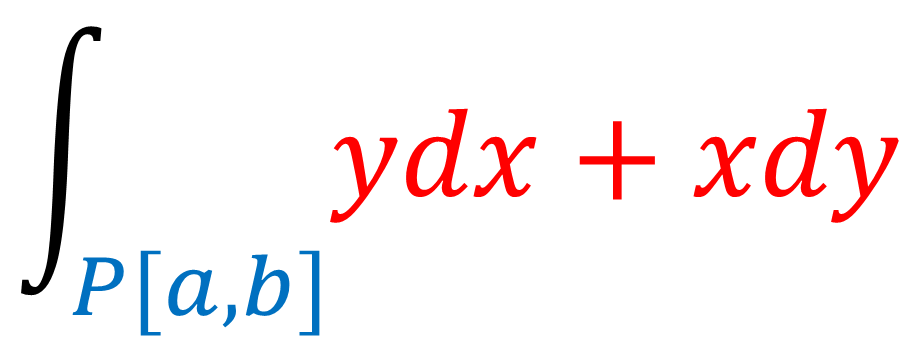 ∫_{P[a,b]} ydx + xdy